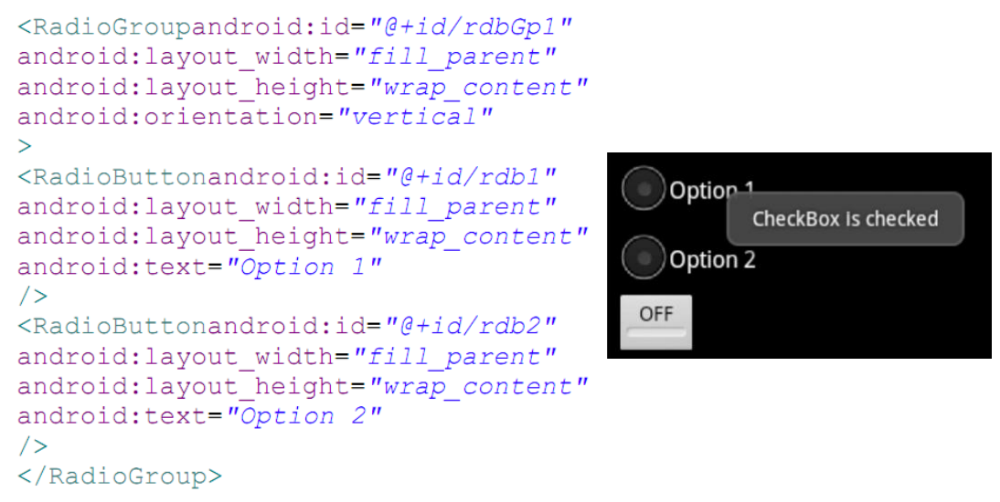 <RadioGroupandroid:id="@+id/rdbGp1"
android:layout_width="fill_parent"
android:layout_height="wrap_content"
android:orientation="vertical"
>
<RadioButtonandroid:id="@+id/rdb1"
android:layout_width="fill_parent"
android:layout_height="wrap_content"
android:text="Option 1"
/>
<RadioButtonandroid:id="@+id/rdb2"
android:layout_width="fill_parent"
android:layout_height="wrap_content"
android:text="Option 2"
/>
</RadioGroup>
Option 1
CheckBox is checked
Option 2
OFF